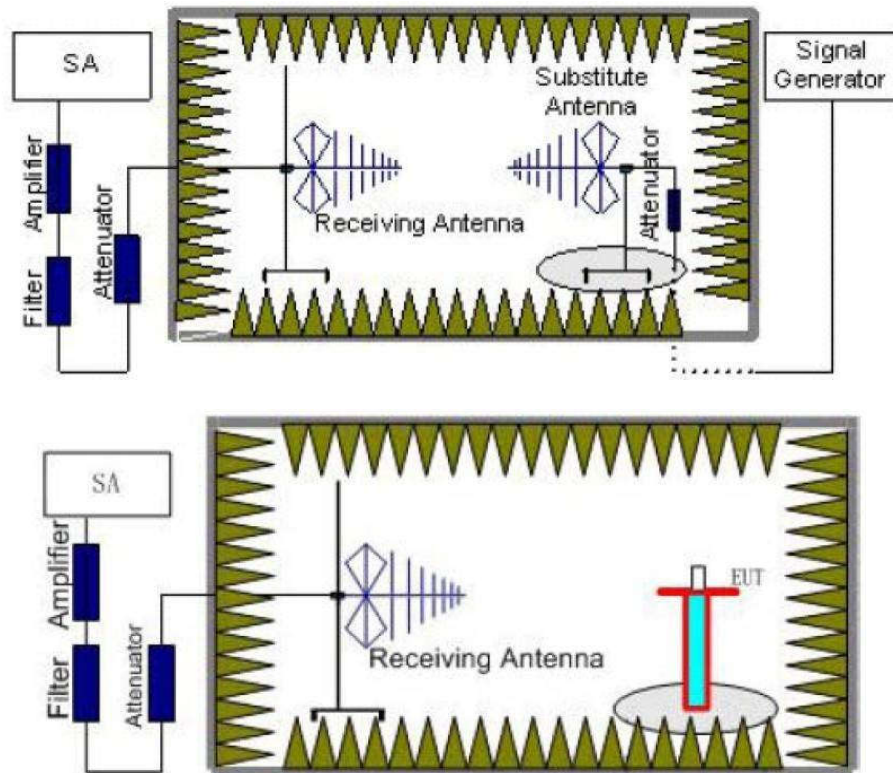 SA
Signal
Generator
Substitute
Antenna
Amplifier
Attenuator
Receiving Antenna
Attenuator
Filter
SA
Amplifier
EUT
Attenuator
Receiving Antenna
Filter